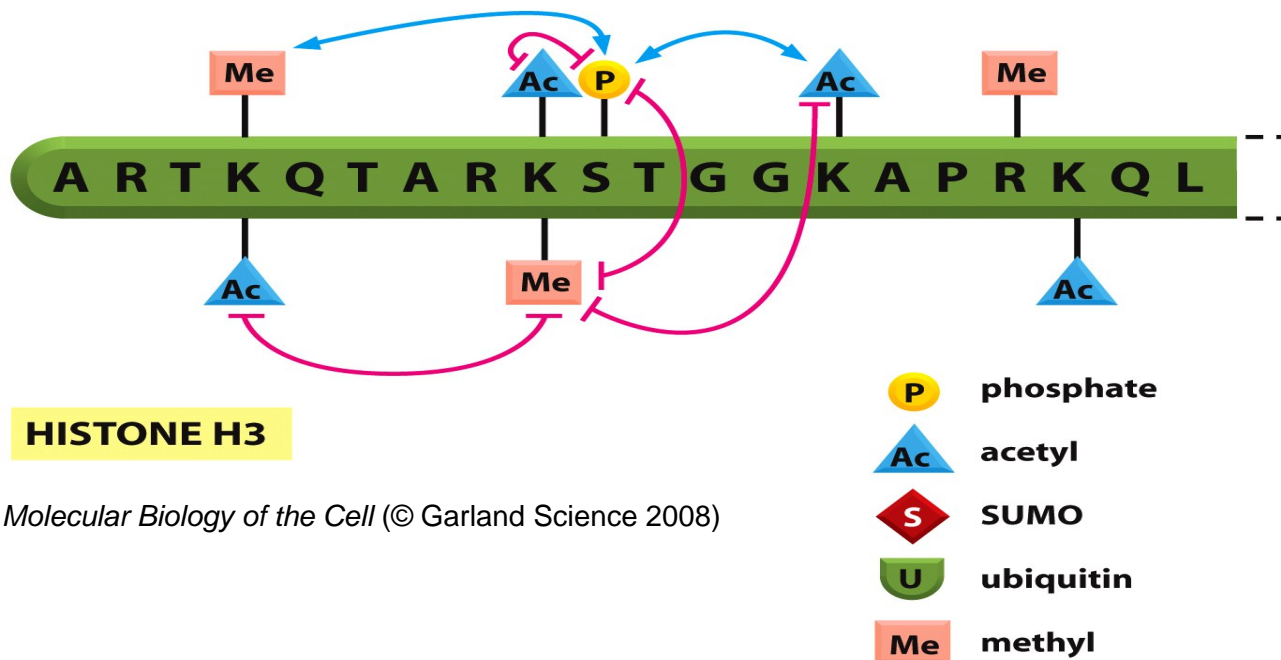 Me Ac P Ac Me
A R T K Q T A R K S T G G K A P R K Q L
Ac Me Ac
HISTONE H3
Molecular Biology of the Cell (© Garland Science 2008)
P phosphate
Ac acetyl
S SUMO
U ubiquitin
Me methyl